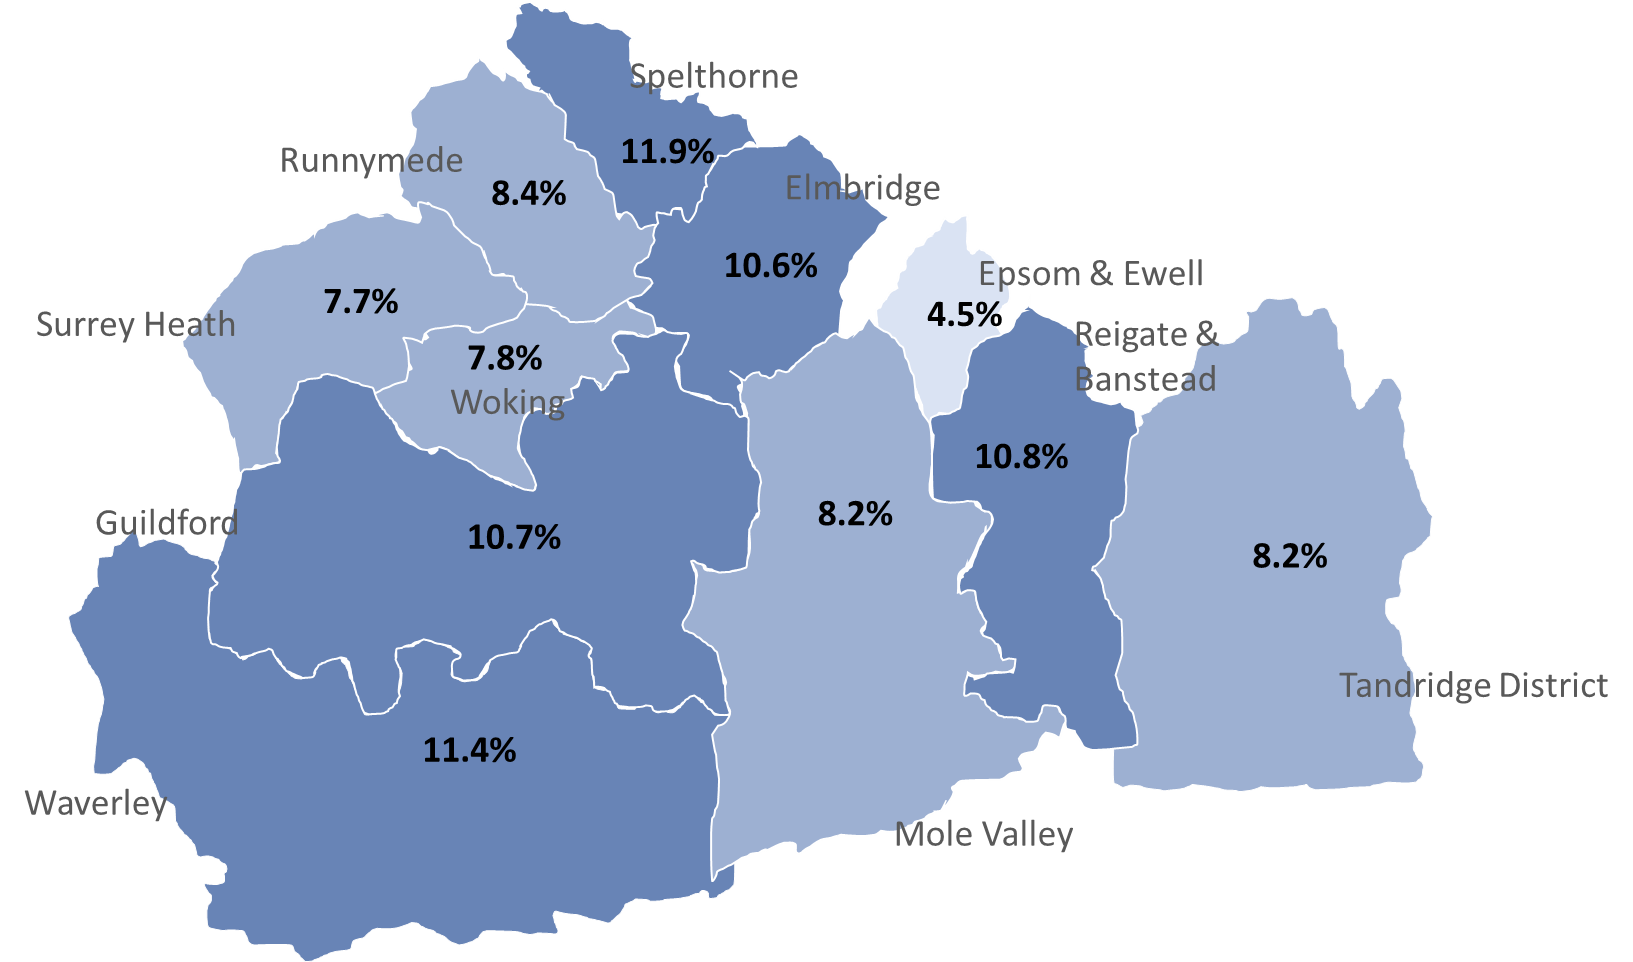 Spelthorne
11.9%
Runnymede
8.4%
Elmbridge
10.6%
Epsom & Ewell
4.5%
Surrey Heath
7.7%
7.8%
Woking
Reigate &
Banstead
10.8%
Guildford
10.7%
8.2%
8.2%
Tandridge District
11.4%
Waverley
Mole Valley